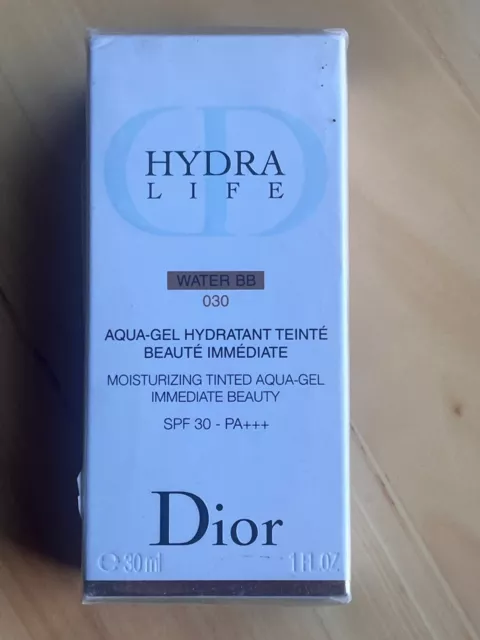 HYDRA
LIFE
WATER BB
030
AQUA-GEL HYDRATANT TEINTÉ
BEAUTÉ IMMÉDIATE
MOISTURIZING TINTED AQUA-GEL
IMMEDIATE BEAUTY
SPF 30 - PA+++
Dior
℮30 ml 1 FL.OZ.